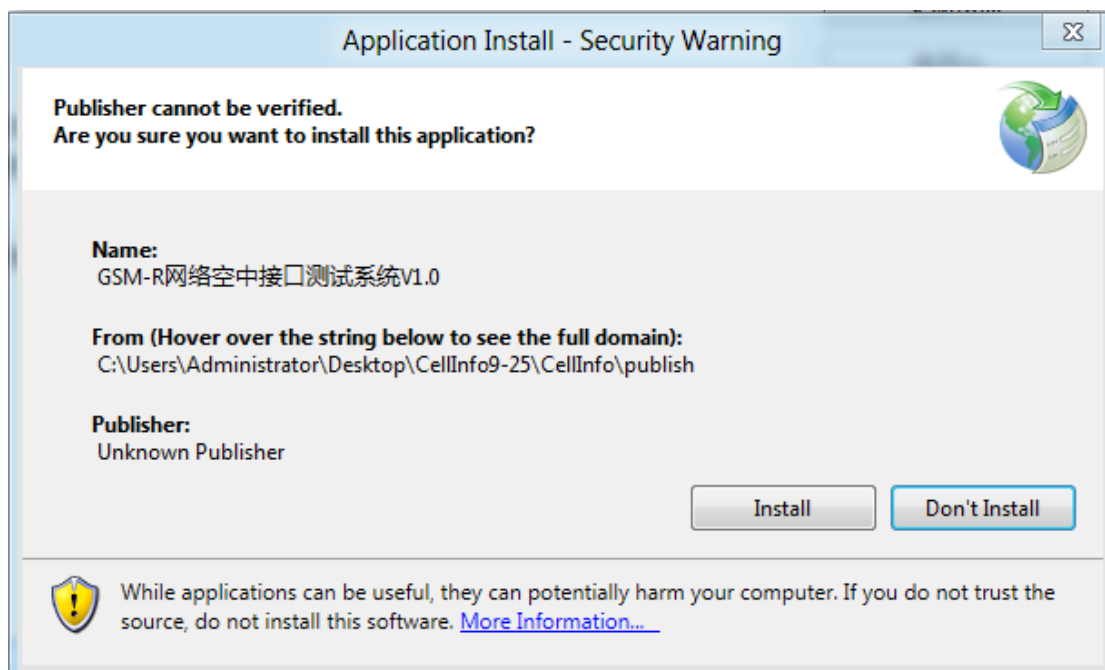 Application Install - Security Warning
Publisher cannot be verified.
Are you sure you want to install this application?
Name:
GSM-R网络空中接口测试系统V1.0
From (Hover over the string below to see the full domain):
C:\Users\Administrator\Desktop\CellInfo9-25\CellInfo\publish
Publisher:
Unknown Publisher
Install
Don't Install
While applications can be useful, they can potentially harm your computer. If you do not trust the
source, do not install this software. More Information...